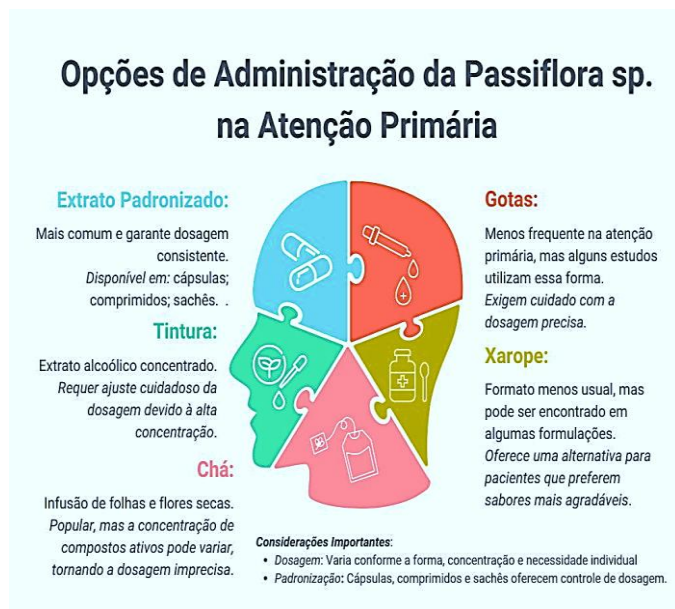 Opções de Administração da Passiflora sp.
na Atenção Primária
Extrato Padronizado:
Mais comum e garante dosagem
consistente.
Disponível em: cápsulas;
comprimidos; sachês. .
Tintura:
Extrato alcoólico concentrado.
Requer ajuste cuidadoso da
dosagem devido à alta
concentração.
Chá:
Infusão de folhas e flores secas.
Popular, mas a concentração de
compostos ativos pode variar,
tornando a dosagem imprecisa.
Gotas:
Menos frequente na atenção
primária, mas alguns estudos
utilizam essa forma.
Exigem cuidado com a
dosagem precisa.
Xarope:
Formato menos usual, mas
pode ser encontrado em
algumas formulações.
Oferece uma alternativa para
pacientes que preferem
sabores mais agradáveis.
Considerações Importantes:
• Dosagem: Varia conforme a forma, concentração e necessidade individual
• Padronização: Cápsulas, comprimidos e sachês oferecem controle de dosagem.